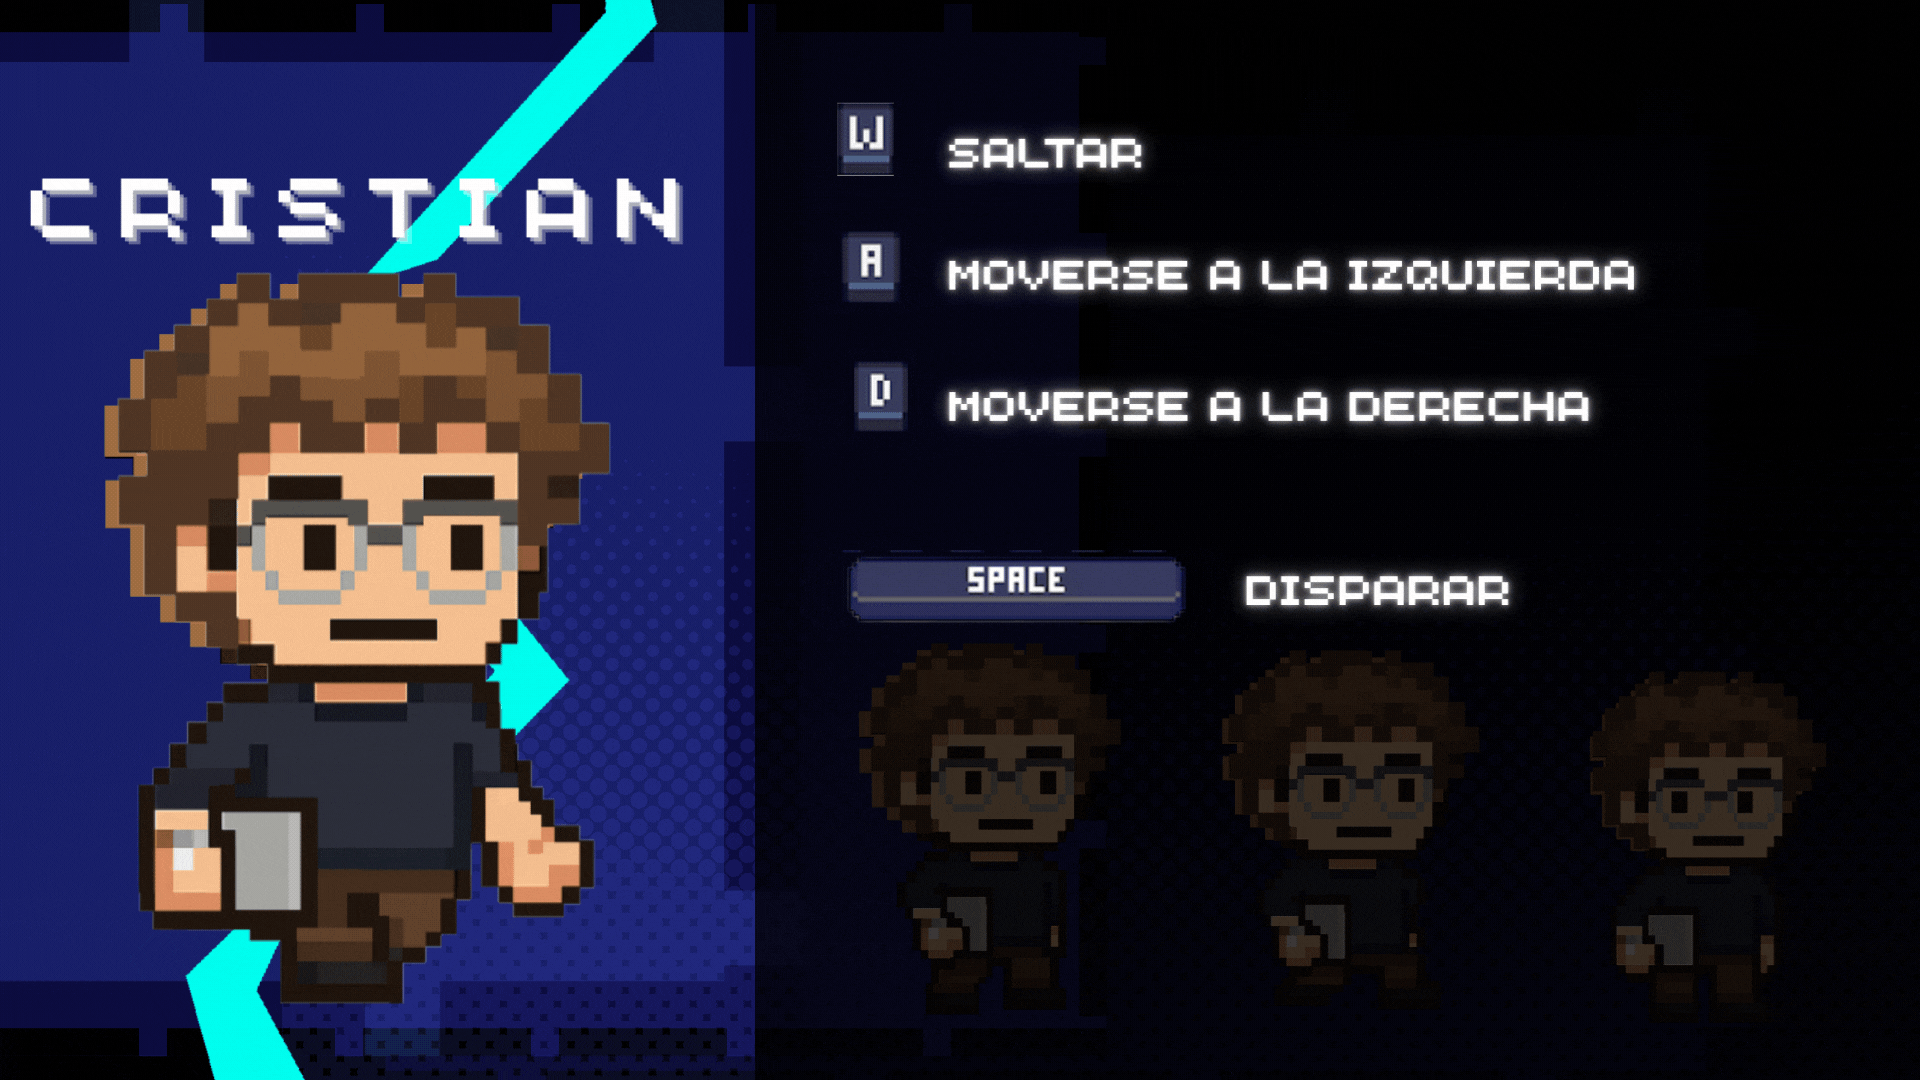 CRISTIAN
W SALTAR
A MOVERSE A LA IZQUIERDA
D MOVERSE A LA DERECHA
SPACE DISPARAR